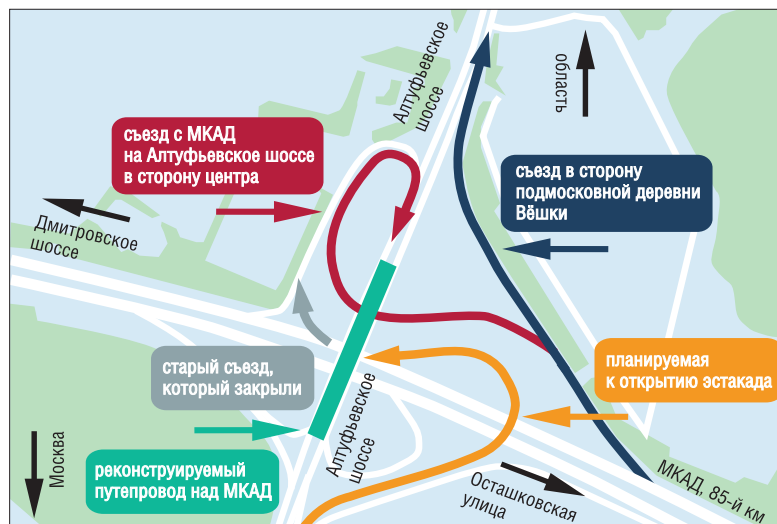 Алтуфьевское
шоссе
область
съезд с МКАД
на Алтуфьевское шоссе
в сторону центра
съезд в сторону
подмосковной деревни
Вёшки
Дмитровское
шоссе
старый съезд,
который закрыли
планируемая
к открытию эстакада
Алтуфьевское
шоссе
Москва
реконструируемый
путепровод над МКАД
Осташковская
улица
МКАД, 85-й км